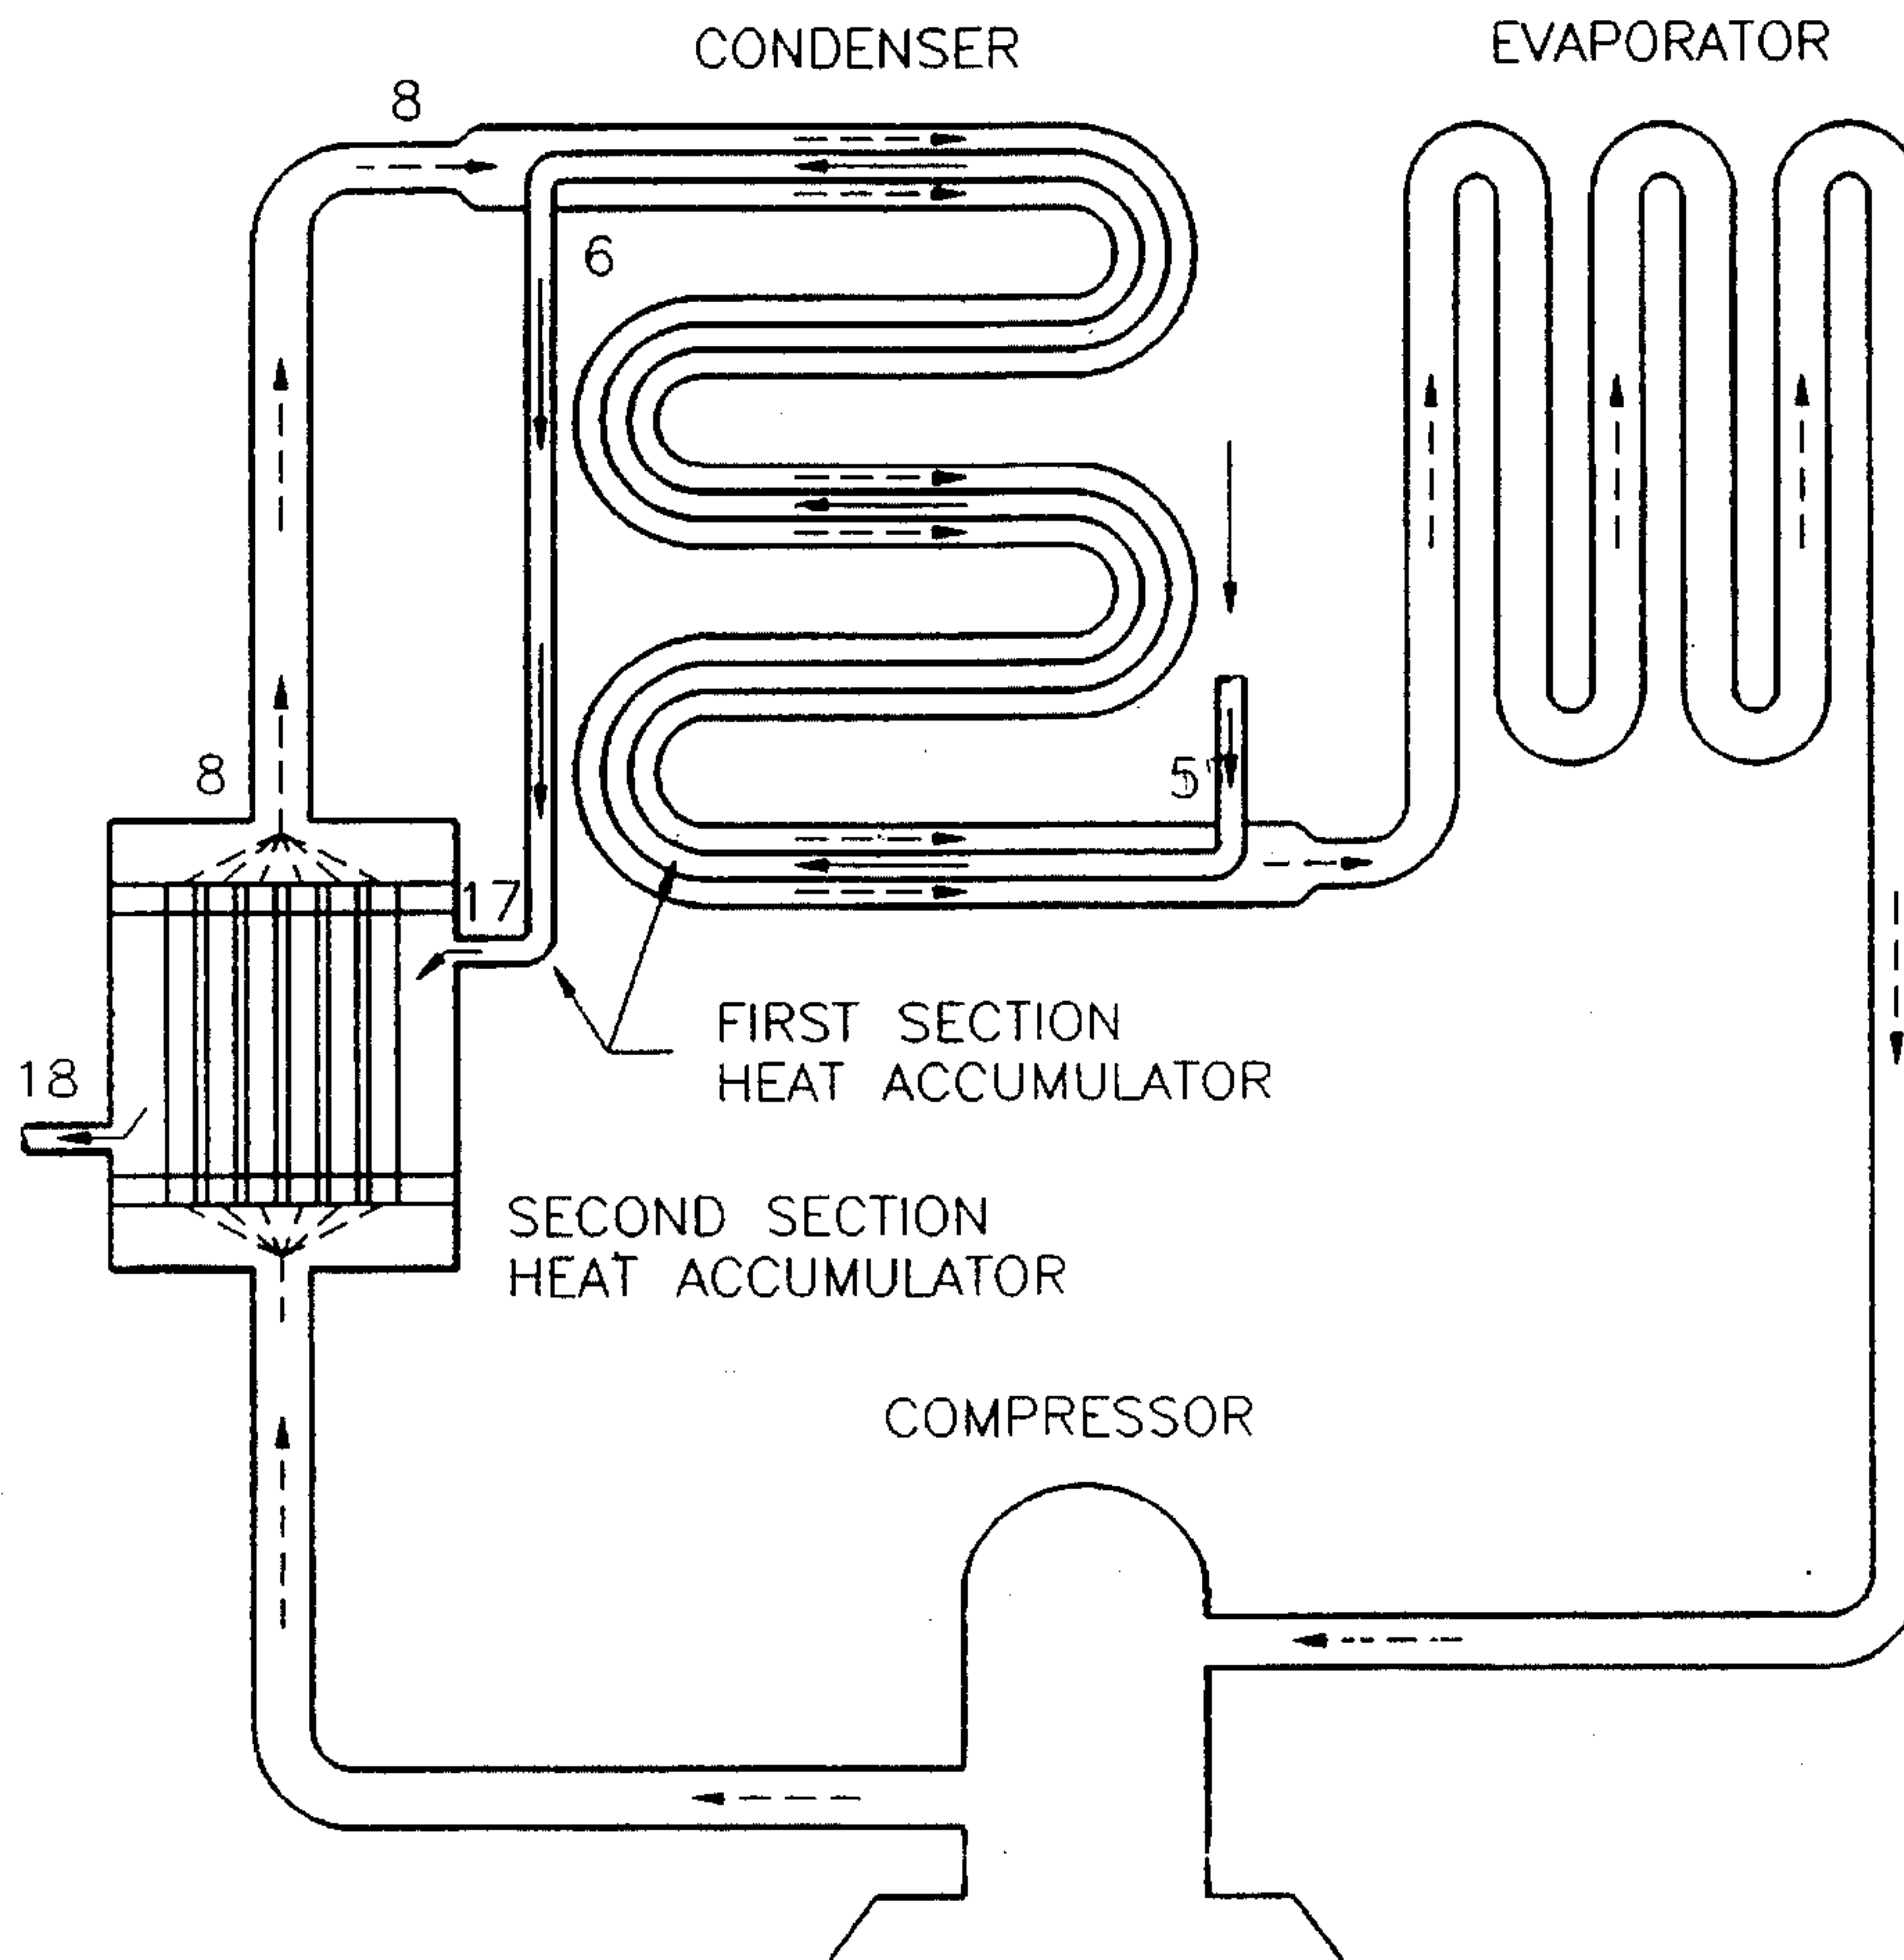 CONDENSER
EVAPORATOR
8
6
8
5
17
FIRST SECTION
HEAT ACCUMULATOR
18
SECOND SECTION
HEAT ACCUMULATOR
COMPRESSOR